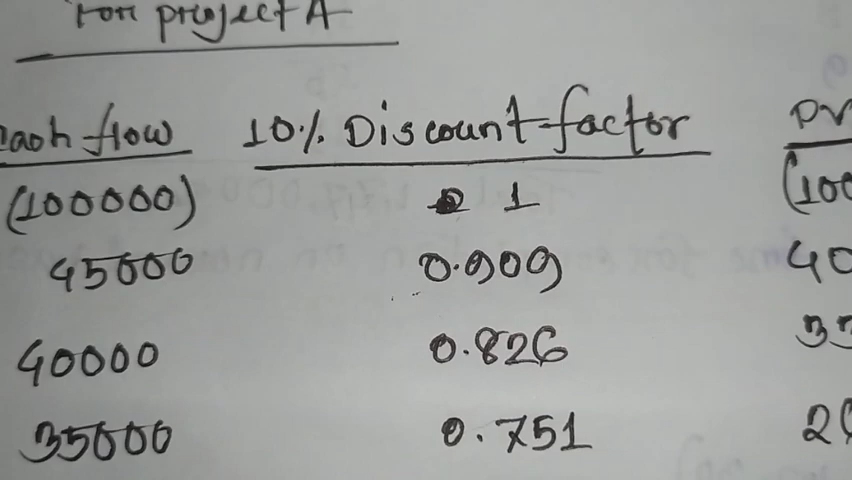 For project A
Cash flow 10% Discount factor PV
(100000) 1 (100
45000 0.909 40
40000 0.826 33
35000 0.751 26